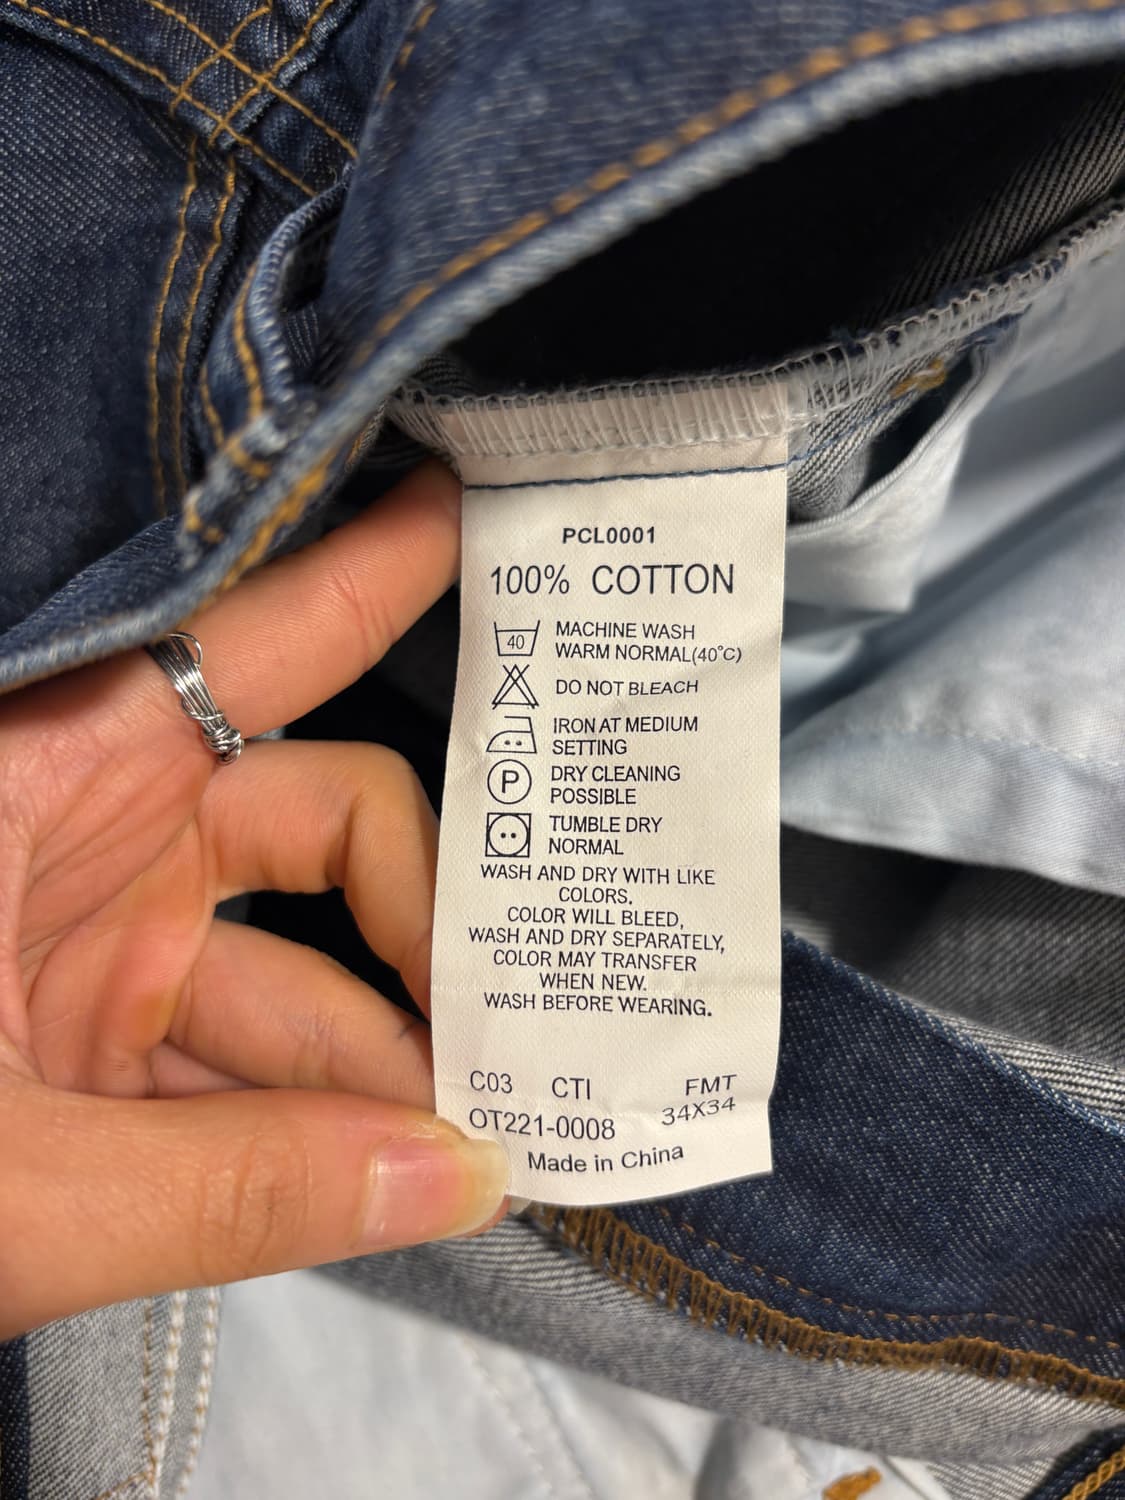 PCL0001
100% COTTON
40
MACHINE WASH
WARM NORMAL(40°C)
DO NOT BLEACH
IRON AT MEDIUM
SETTING
P
DRY CLEANING
POSSIBLE
TUMBLE DRY
NORMAL
WASH AND DRY WITH LIKE
COLORS.
COLOR WILL BLEED,
WASH AND DRY SEPARATELY,
COLOR MAY TRANSFER
WHEN NEW.
WASH BEFORE WEARING.
C03 CTI FMT
OT221-0008 34X34
Made in China